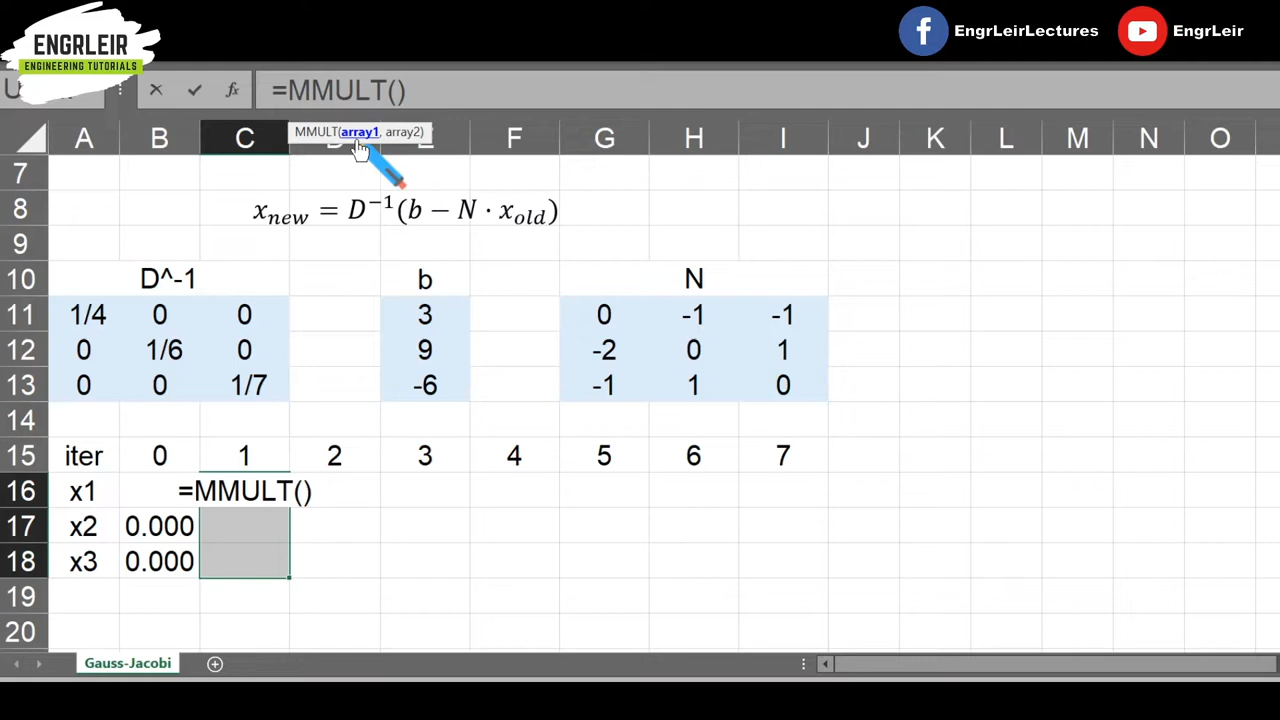 ENGRLEIR
ENGINEERING TUTORIALS
EngrLeirLectures
EngrLeir
=MMULT()
MMULT(array1, array2)
A B C E F G H I J K L M N O
7
8 x_new = D⁻¹(b − N · x_old)
9
10 D^-1 b N
11 1/4 0 0 3 0 -1 -1
12 0 1/6 0 9 -2 0 1
13 0 0 1/7 -6 -1 1 0
14
15 iter 0 1 2 3 4 5 6 7
16 x1 =MMULT()
17 x2 0.000
18 x3 0.000
19
20
Gauss-Jacobi